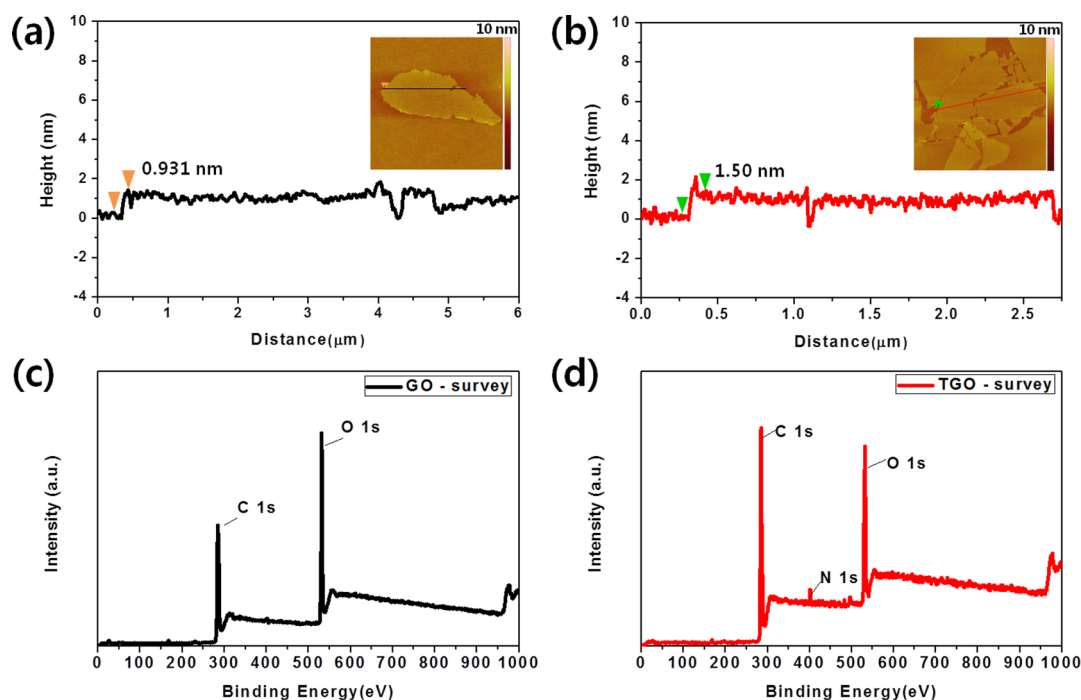 (a)
10 nm
Height (nm)
10
8
6
4
2
0
-2
-4
0.931 nm
0 1 2 3 4 5 6
Distance(μm)
(b)
10 nm
Height (nm)
10
8
6
4
2
0
-2
-4
1.50 nm
0.0 0.5 1.0 1.5 2.0 2.5
Distance(μm)
(c)
GO - survey
O 1s
C 1s
Intensity (a.u.)
0 100 200 300 400 500 600 700 800 900 1000
Binding Energy(eV)
(d)
TGO - survey
C 1s
O 1s
N 1s
Intensity (a.u.)
0 100 200 300 400 500 600 700 800 900 1000
Binding Energy(eV)